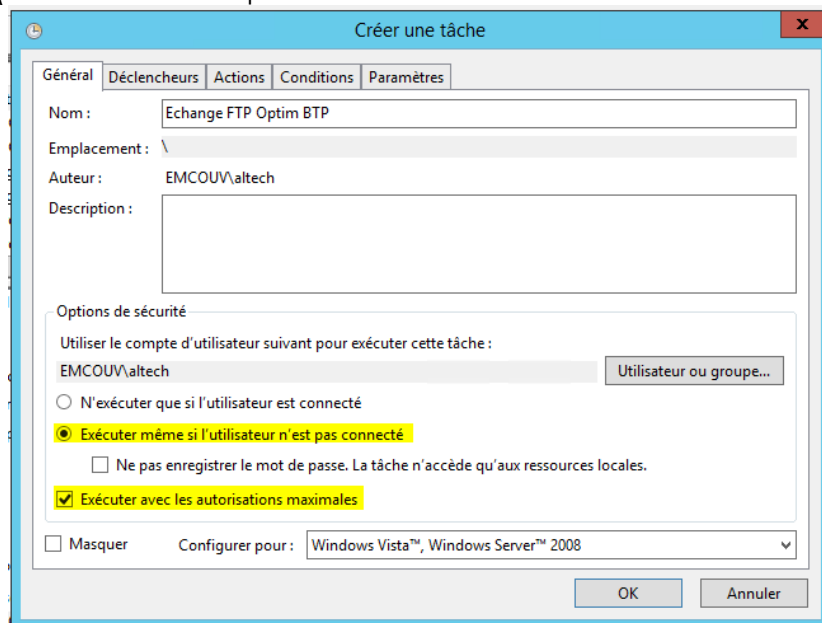 Créer une tâche
x
Général Déclencheurs Actions Conditions Paramètres
Nom : Echange FTP Optim BTP
Emplacement : \
Auteur : EMCOUV\altech
Description :
Options de sécurité
Utiliser le compte d'utilisateur suivant pour exécuter cette tâche :
EMCOUV\altech Utilisateur ou groupe...
N'exécuter que si l'utilisateur est connecté
Exécuter même si l'utilisateur n'est pas connecté
Ne pas enregistrer le mot de passe. La tâche n'accède qu'aux ressources locales.
Exécuter avec les autorisations maximales
Masquer Configurer pour : Windows Vista™, Windows Server™ 2008
OK Annuler